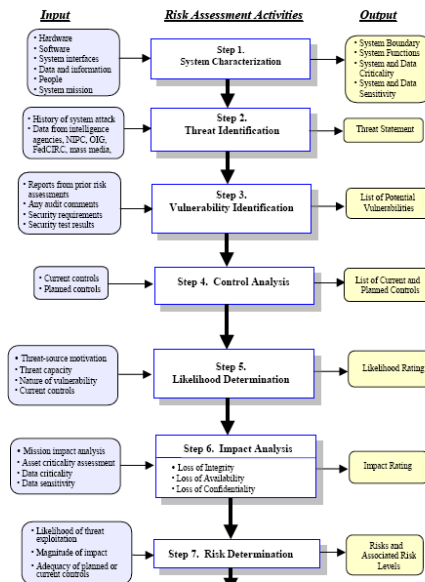 Input Risk Assessment Activities Output
• Hardware
• Software
• System interfaces
• Data and information
• People
• System mission
Step 1.
System Characterization
• System Boundary
• System Functions
• System and Data
Criticality
• System and Data
Sensitivity
• History of system attack
• Data from intelligence
agencies, NIPC, OIG,
FedCIRC, mass media,
Step 2.
Threat Identification
Threat Statement
• Reports from prior risk
assessments
• Any audit comments
• Security requirements
• Security test results
Step 3.
Vulnerability Identification
List of Potential
Vulnerabilities
• Current controls
• Planned controls
Step 4. Control Analysis
List of Current and
Planned Controls
• Threat-source motivation
• Threat capacity
• Nature of vulnerability
• Current controls
Step 5.
Likelihood Determination
Likelihood Rating
• Mission impact analysis
• Asset criticality assessment
• Data criticality
• Data sensitivity
Step 6. Impact Analysis
• Loss of Integrity
• Loss of Availability
• Loss of Confidentiality
Impact Rating
• Likelihood of threat
exploitation
• Magnitude of impact
• Adequacy of planned or
current controls
Step 7. Risk Determination
Risks and
Associated Risk
Levels